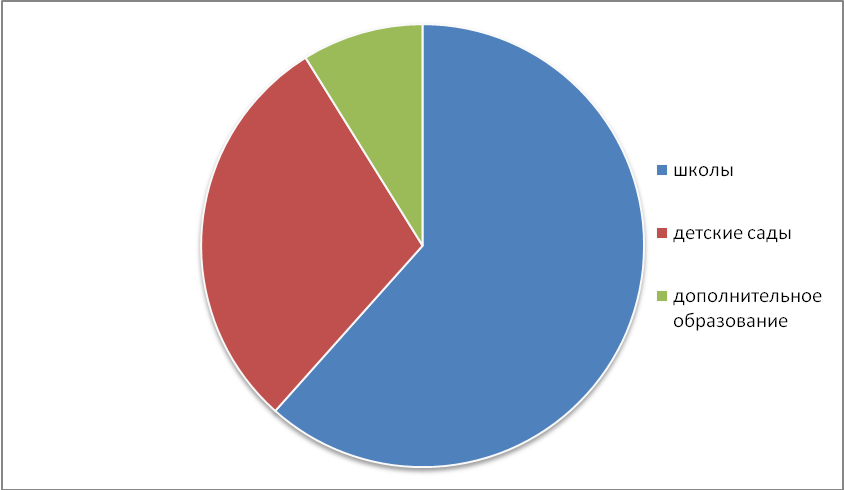 школы
детские сады
дополнительное
образование